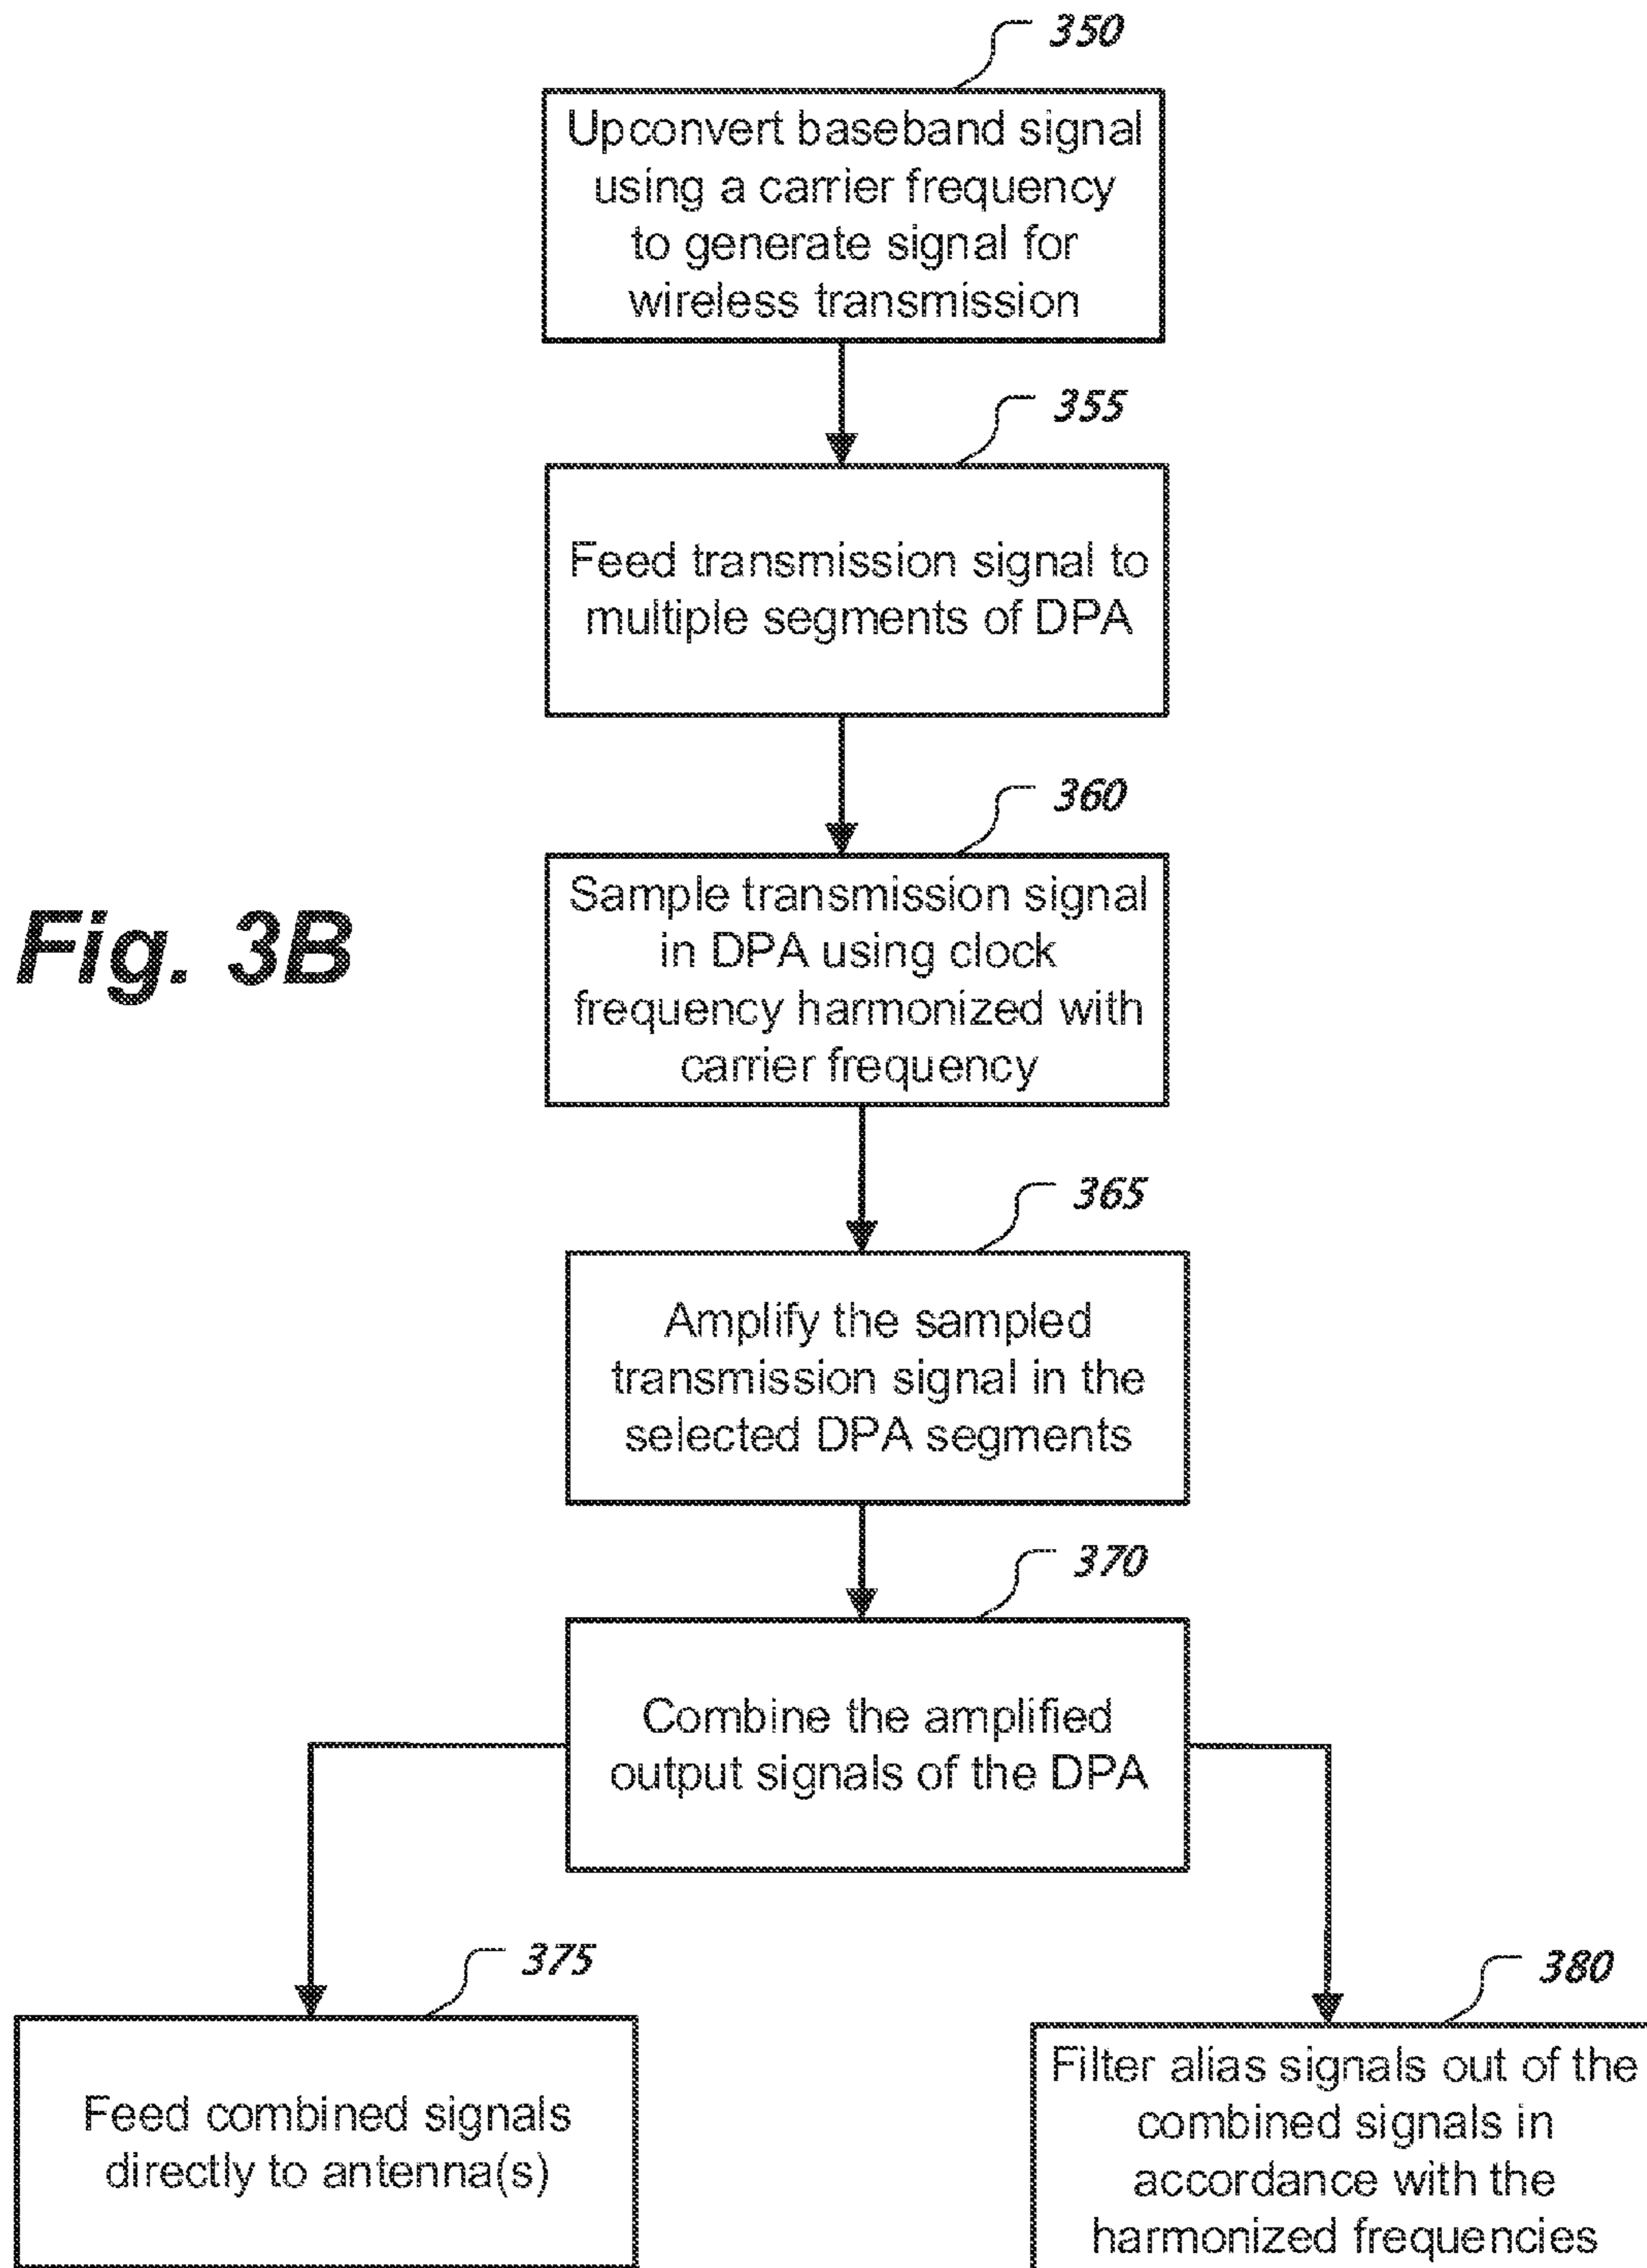 350
Upconvert baseband signal
using a carrier frequency
to generate signal for
wireless transmission
355
Feed transmission signal to
multiple segments of DPA
360
Sample transmission signal
in DPA using clock
frequency harmonized with
carrier frequency
Fig. 3B
365
Amplify the sampled
transmission signal in the
selected DPA segments
370
Combine the amplified
output signals of the DPA
375
Feed combined signals
directly to antenna(s)
380
Filter alias signals out of the
combined signals in
accordance with the
harmonized frequencies